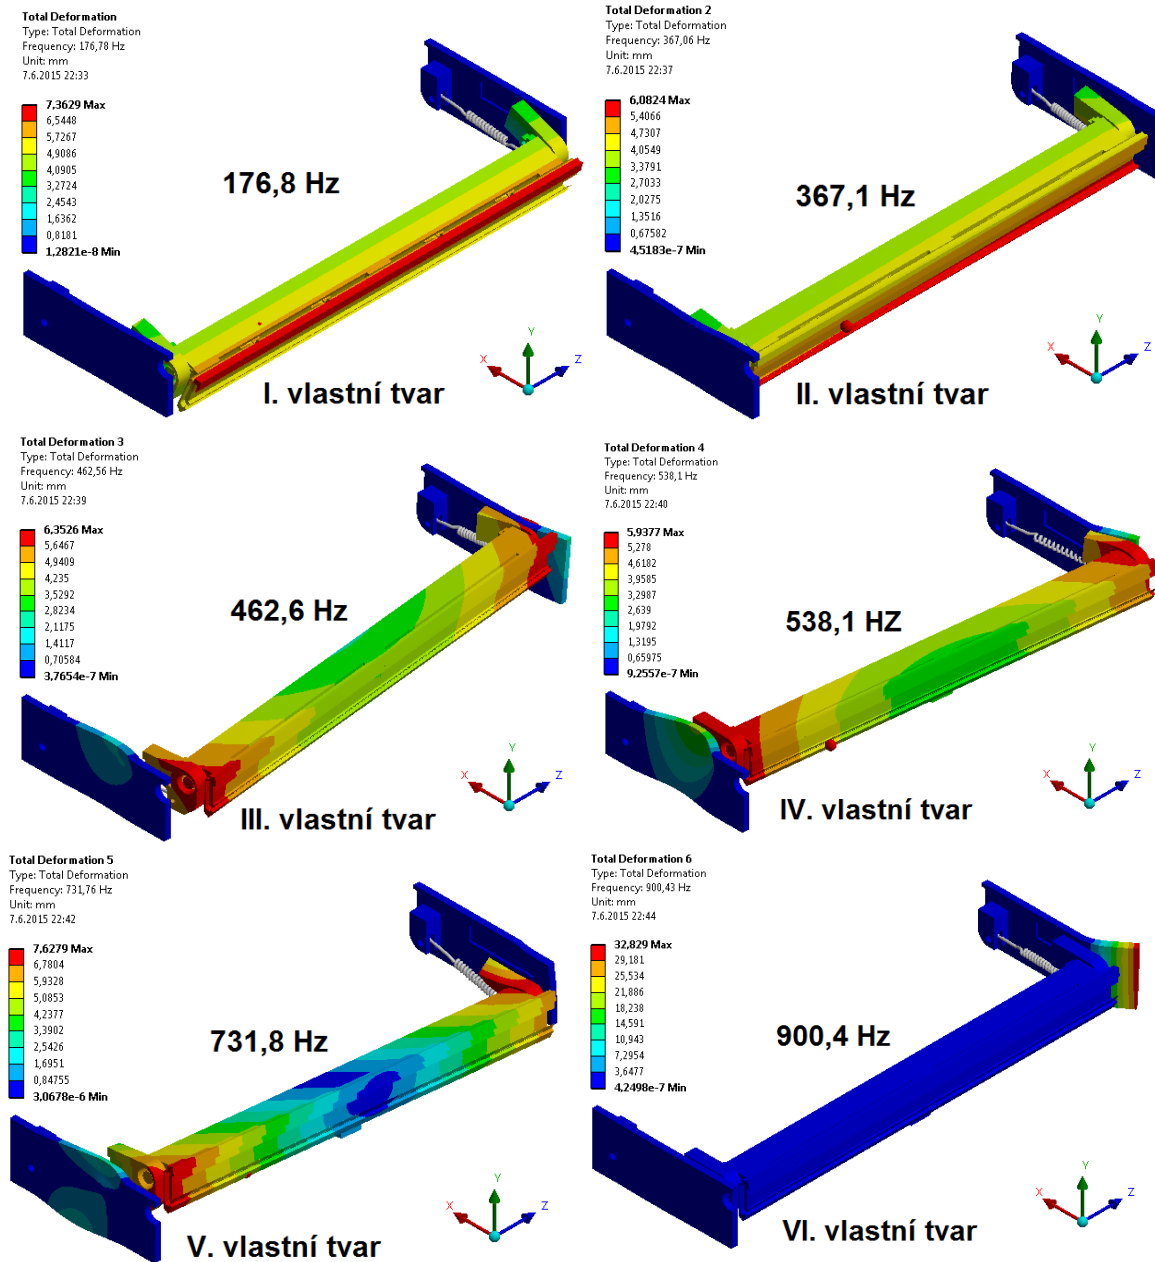 Total Deformation
Type: Total Deformation
Frequency: 176,78 Hz
Unit: mm
7.6.2015 22:33
7,3629 Max
6,5448
5,7267
4,9086
4,0905
3,2724
2,4543
1,6362
0,8181
1,2821e-8 Min
176,8 Hz
Y
X
Z
I. vlastní tvar
Total Deformation 2
Type: Total Deformation
Frequency: 367,06 Hz
Unit: mm
7.6.2015 22:37
6,0824 Max
5,4066
4,7307
4,0549
3,3791
2,7033
2,0275
1,3516
0,67582
4,5183e-7 Min
367,1 Hz
Y
X
Z
II. vlastní tvar
Total Deformation 3
Type: Total Deformation
Frequency: 462,56 Hz
Unit: mm
7.6.2015 22:39
6,3526 Max
5,6467
4,9409
4,235
3,5292
2,8234
2,1175
1,4117
0,70584
3,7654e-7 Min
462,6 Hz
Y
X
Z
III. vlastní tvar
Total Deformation 4
Type: Total Deformation
Frequency: 538,1 Hz
Unit: mm
7.6.2015 22:40
5,9377 Max
5,278
4,6182
3,9585
3,2987
2,639
1,9792
1,3195
0,65975
9,2557e-7 Min
538,1 HZ
Y
X
Z
IV. vlastní tvar
Total Deformation 5
Type: Total Deformation
Frequency: 731,76 Hz
Unit: mm
7.6.2015 22:42
7,6279 Max
6,7804
5,9328
5,0853
4,2377
3,3902
2,5426
1,6951
0,84755
3,0678e-6 Min
731,8 Hz
Y
X
Z
V. vlastní tvar
Total Deformation 6
Type: Total Deformation
Frequency: 900,43 Hz
Unit: mm
7.6.2015 22:44
32,829 Max
29,181
25,534
21,886
18,238
14,591
10,943
7,2954
3,6477
4,2498e-7 Min
900,4 Hz
Y
X
Z
VI. vlastní tvar